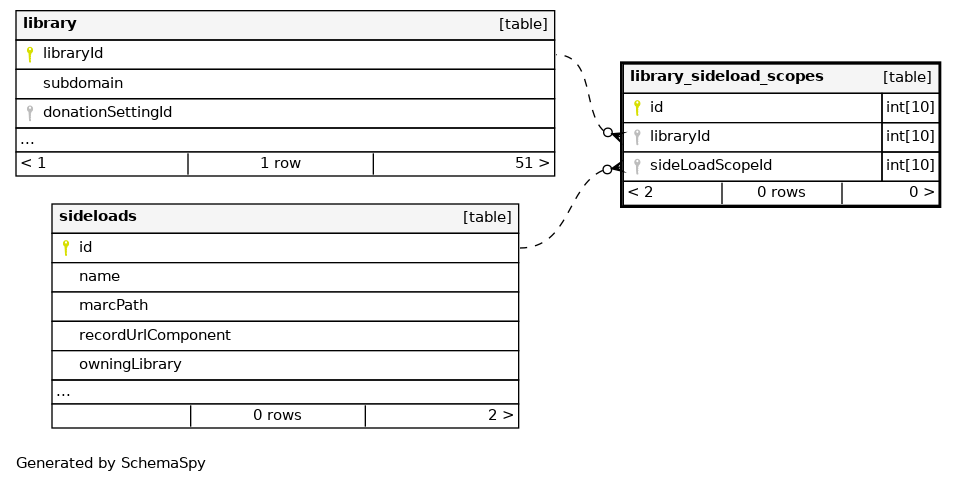 library [table]
libraryId
subdomain
donationSettingId
...
< 1 1 row 51 >
library_sideload_scopes [table]
id int[10]
libraryId int[10]
sideLoadScopeId int[10]
< 2 0 rows 0 >
sideloads [table]
id
name
marcPath
recordUrlComponent
owningLibrary
...
0 rows 2 >
Generated by SchemaSpy